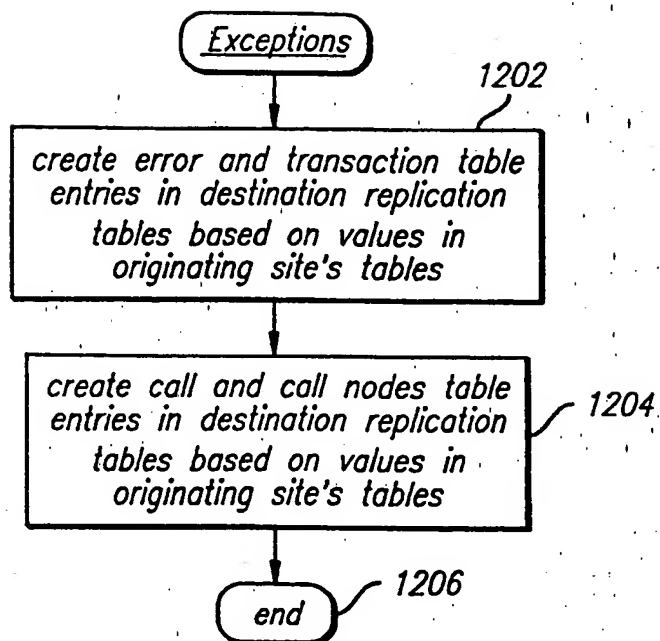 Exceptions
1202
create error and transaction table
entries in destination replication
tables based on values in
originating site's tables
create call and call nodes table
entries in destination replication
tables based on values in
originating site's tables
1204
end
1206